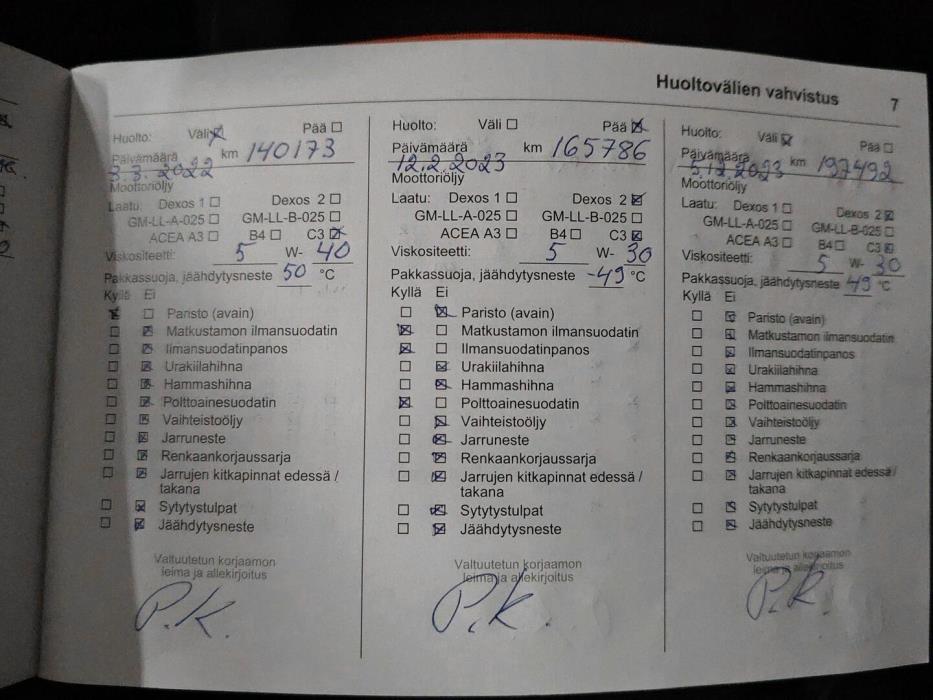 Huoltovälien vahvistus 7
Huolto: Väli ☒ Pää ☐
Päivämäärä km 140173
3.3.2022
Moottoriöljy
Laatu: Dexos 1 ☐ Dexos 2 ☐
GM-LL-A-025 ☐ GM-LL-B-025 ☐
ACEA A3 ☐ B4 ☐ C3 ☒
Viskositeetti: 5 W- 40
Pakkassuoja, jäähdytysneste 50 °C
Kyllä Ei
☒ ☐ Paristo (avain)
☐ ☒ Matkustamon ilmansuodatin
☐ ☒ Ilmansuodatinpanos
☐ ☒ Urakiilahihna
☐ ☒ Hammashihna
☐ ☒ Polttoainesuodatin
☐ ☒ Vaihteistoöljy
☐ ☒ Jarruneste
☐ ☒ Renkaankorjaussarja
☐ ☒ Jarrujen kitkapinnat edessä /
takana
☐ ☒ Sytytystulpat
☐ ☒ Jäähdytysneste
Valtuutetun korjaamon
leima ja allekirjoitus
P.K.
Huolto: Väli ☐ Pää ☒
Päivämäärä km 165786
12.2.2023
Moottoriöljy
Laatu: Dexos 1 ☐ Dexos 2 ☒
GM-LL-A-025 ☐ GM-LL-B-025 ☐
ACEA A3 ☐ B4 ☐ C3 ☒
Viskositeetti: 5 W- 30
Pakkassuoja, jäähdytysneste -49 °C
Kyllä Ei
☐ ☒ Paristo (avain)
☒ ☐ Matkustamon ilmansuodatin
☒ ☐ Ilmansuodatinpanos
☐ ☒ Urakiilahihna
☐ ☒ Hammashihna
☒ ☐ Polttoainesuodatin
☐ ☒ Vaihteistoöljy
☐ ☒ Jarruneste
☐ ☒ Renkaankorjaussarja
☐ ☒ Jarrujen kitkapinnat edessä /
takana
☐ ☒ Sytytystulpat
☐ ☒ Jäähdytysneste
Valtuutetun korjaamon
leima ja allekirjoitus
P.K.
Huolto: Väli ☒ Pää ☐
Päivämäärä km 197492
5.12.2023
Moottoriöljy
Laatu: Dexos 1 ☐ Dexos 2 ☒
GM-LL-A-025 ☐ GM-LL-B-025 ☐
ACEA A3 ☐ B4 ☐ C3 ☒
Viskositeetti: 5 W- 30
Pakkassuoja, jäähdytysneste -49 °C
Kyllä Ei
☐ ☒ Paristo (avain)
☐ ☒ Matkustamon ilmansuodatin
☐ ☒ Ilmansuodatinpanos
☐ ☒ Urakiilahihna
☐ ☒ Hammashihna
☐ ☒ Polttoainesuodatin
☐ ☒ Vaihteistoöljy
☐ ☒ Jarruneste
☐ ☒ Renkaankorjaussarja
☐ ☒ Jarrujen kitkapinnat edessä /
takana
☐ ☒ Sytytystulpat
☐ ☒ Jäähdytysneste
Valtuutetun korjaamon
leima ja allekirjoitus
P.K.